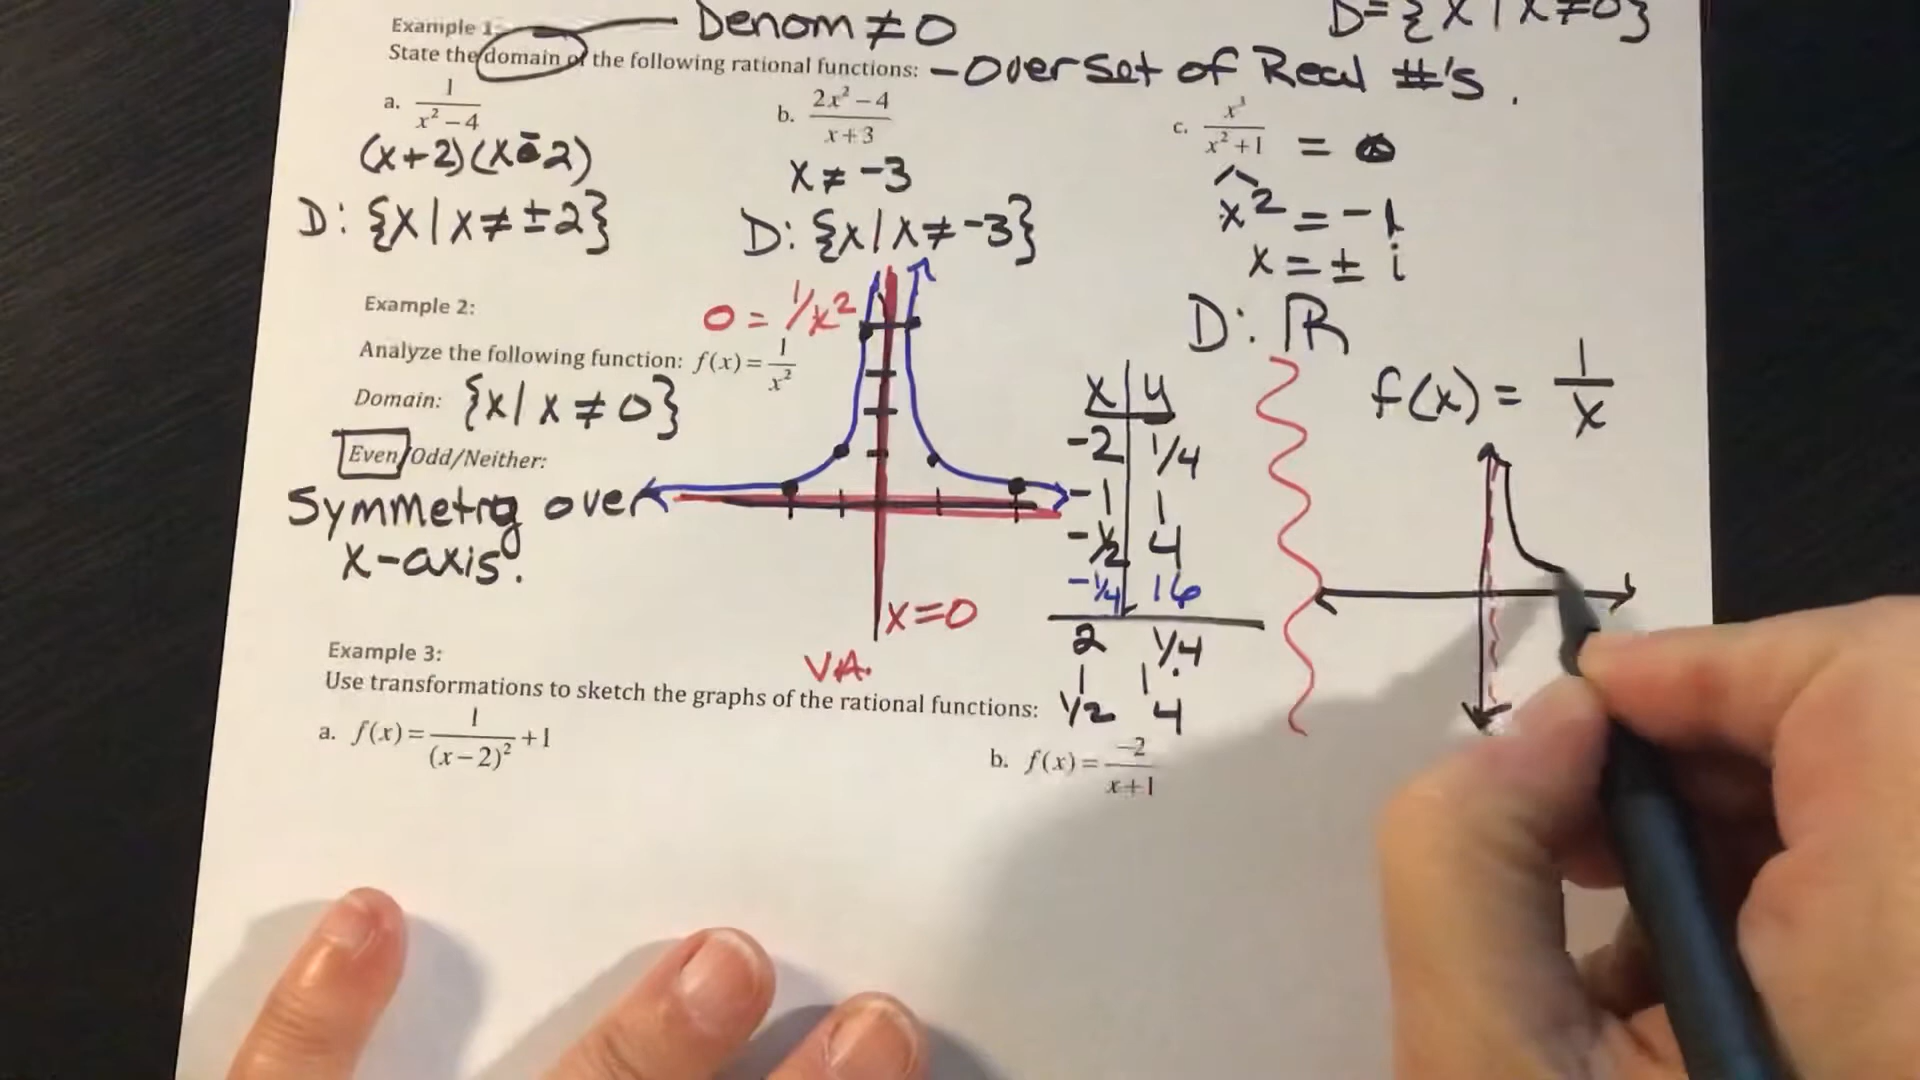 Example 1: Denom ≠ 0 D = {x | x ≠ 0}
State the domain of the following rational functions: - Over Set of Real #'s.
a. 1/(x² − 4) b. (2x² − 4)/(x + 3) c. x³/(x² + 1) = 0
(x+2)(x-2) x ≠ -3 x² = -1
D: {x | x ≠ ±2} D: {x | x ≠ -3} x = ± i
D: ℝ
Example 2: 0 = 1/x²
Analyze the following function: f(x) = 1/x² f(x) = 1/x
Domain: {x | x ≠ 0}
Even/Odd/Neither:
Symmetry over
x-axis.
x | y
-2 | 1/4
-1 | 1
-1/2 | 4
-1/4 | 16
2 1/4
1 1
1/2 4
x=0
V.A.
Example 3:
Use transformations to sketch the graphs of the rational functions:
a. f(x) = 1/(x−2)² + 1 b. f(x) = −2/(x+1)